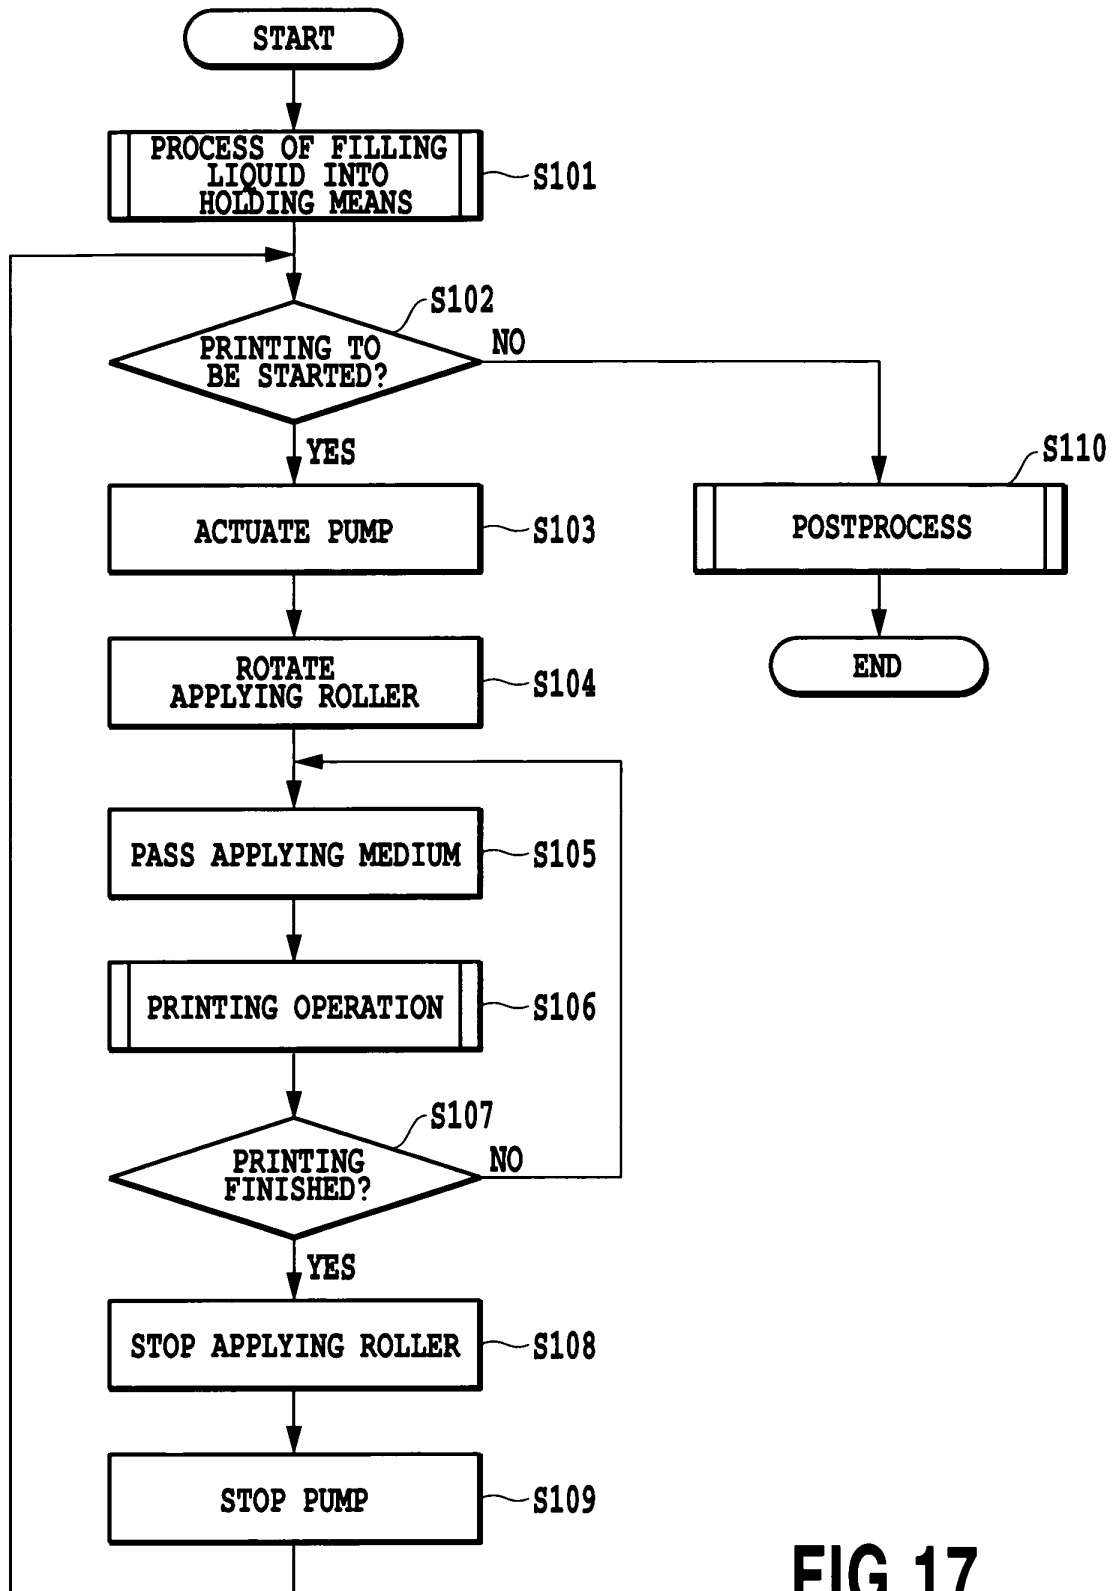 START
PROCESS OF FILLING
LIQUID INTO
HOLDING MEANS
S101
S102
PRINTING TO
BE STARTED?
NO
YES
S110
ACTUATE PUMP
S103
POSTPROCESS
ROTATE
APPLYING ROLLER
S104
END
PASS APPLYING MEDIUM
S105
PRINTING OPERATION
S106
S107
PRINTING
FINISHED?
NO
YES
STOP APPLYING ROLLER
S108
STOP PUMP
S109
FIG.17